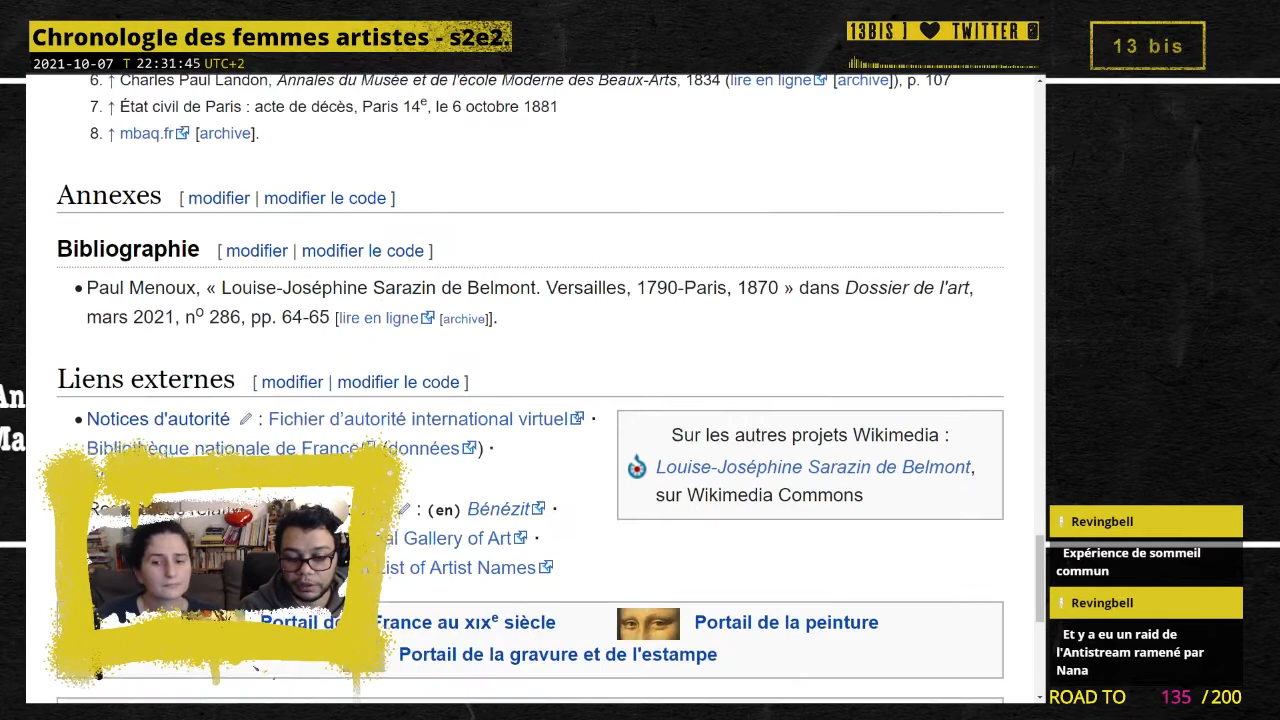 Chronologie des femmes artistes - s2e2.
2021-10-07 T 22:31:45 UTC+2
13BIS ] TWITTER
13 bis
6. ↑ Charles Paul Landon, Annales du Musée et de l'école Moderne des Beaux-Arts, 1834 (lire en ligne [archive]), p. 107
7. ↑ État civil de Paris : acte de décès, Paris 14e, le 6 octobre 1881
8. ↑ mbaq.fr [archive].
Annexes [ modifier | modifier le code ]
Bibliographie [ modifier | modifier le code ]
• Paul Menoux, « Louise-Joséphine Sarazin de Belmont. Versailles, 1790-Paris, 1870 » dans Dossier de l'art,
mars 2021, no 286, pp. 64-65 [lire en ligne [archive]].
Liens externes [ modifier | modifier le code ]
• Notices d'autorité : Fichier d'autorité international virtuel ·
Bibliothèque nationale de France (données) ·
: (en) Bénézit ·
Gallery of Art ·
List of Artist Names
Sur les autres projets Wikimedia :
Louise-Joséphine Sarazin de Belmont,
sur Wikimedia Commons
Portail de France au XIXe siècle
Portail de la peinture
Portail de la gravure et de l'estampe
An
Ma
Revingbell
Expérience de sommeil
commun
Revingbell
Et y a eu un raid de
l'Antistream ramené par
Nana
ROAD TO 135 / 200